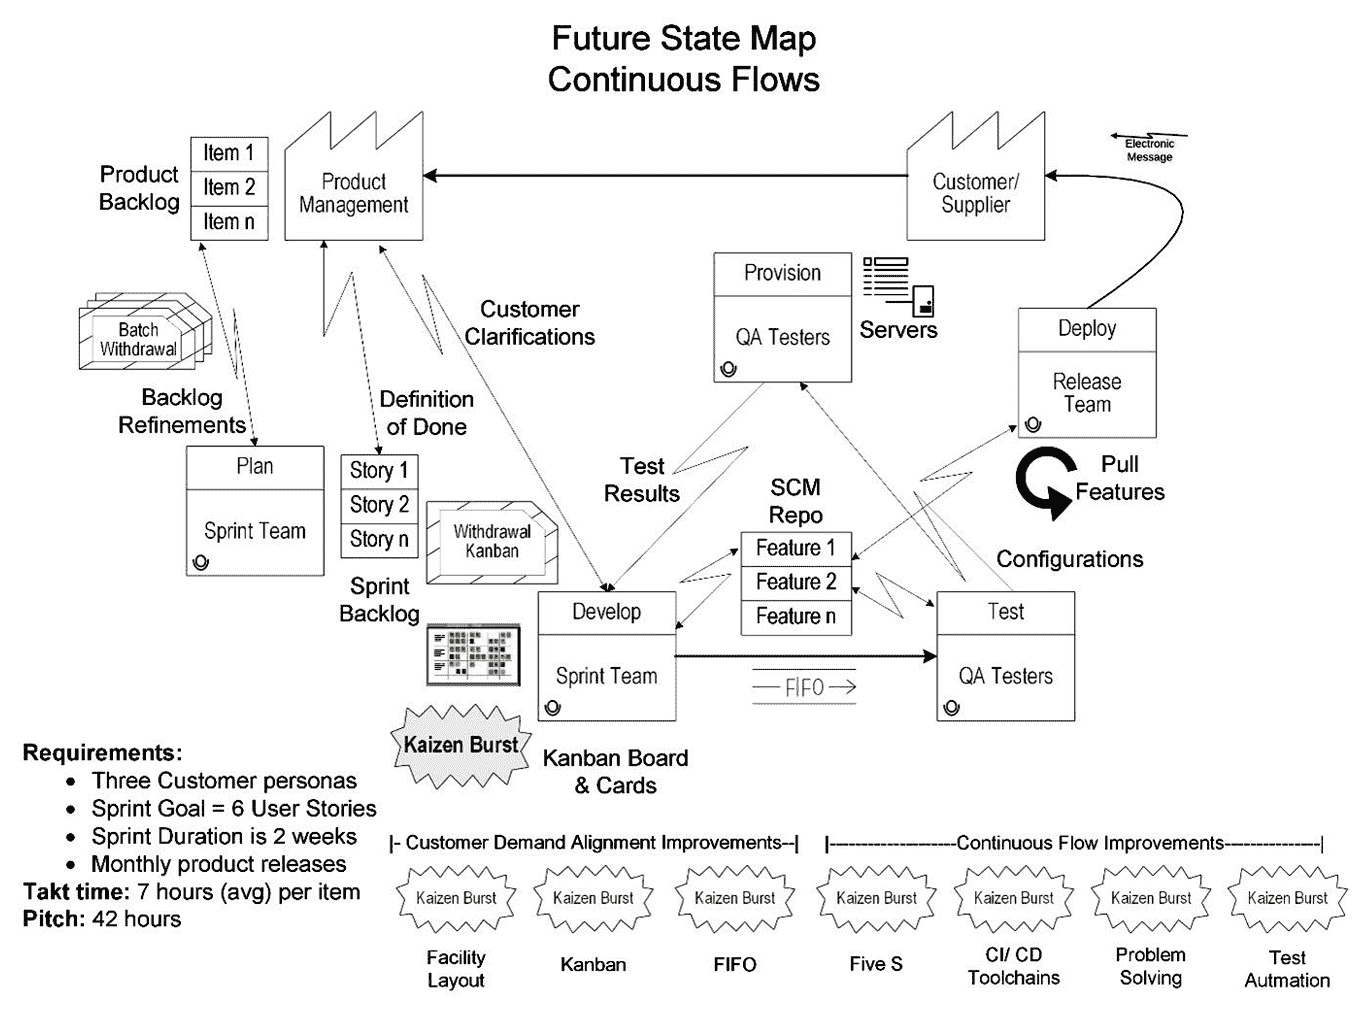 Future State Map
Continuous Flows
Item 1
Item 2
Item n
Product
Backlog
Product
Management
Customer/
Supplier
Electronic
Message
Batch
Withdrawal
Backlog
Refinements
Plan
Sprint Team
Definition
of Done
Story 1
Story 2
Story n
Sprint
Backlog
Withdrawal
Kanban
Customer
Clarifications
Provision
QA Testers
Servers
Deploy
Release
Team
Pull
Features
Test
Results
SCM
Repo
Feature 1
Feature 2
Feature n
Configurations
Develop
Sprint Team
FIFO
Test
QA Testers
Kaizen Burst
Kanban Board
& Cards
Requirements:
• Three Customer personas
• Sprint Goal = 6 User Stories
• Sprint Duration is 2 weeks
• Monthly product releases
Takt time: 7 hours (avg) per item
Pitch: 42 hours
|- Customer Demand Alignment Improvements--|
|----------------Continuous Flow Improvements------------|
Kaizen Burst
Kaizen Burst
Kaizen Burst
Kaizen Burst
Kaizen Burst
Kaizen Burst
Kaizen Burst
Facility
Layout
Kanban
FIFO
Five S
CI/ CD
Toolchains
Problem
Solving
Test
Autmation